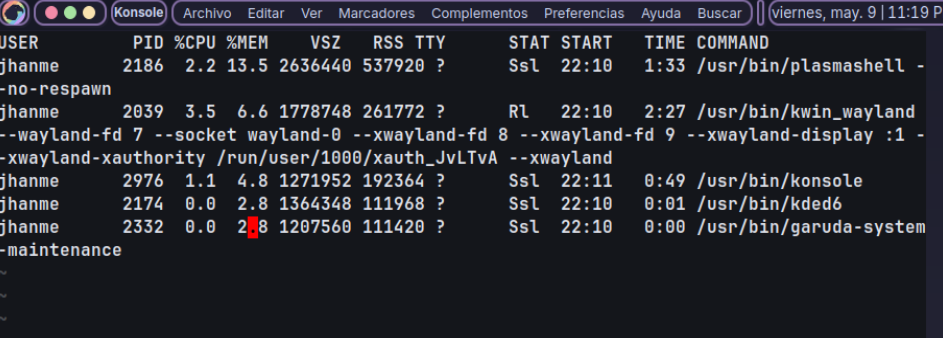 Konsole Archivo Editar Ver Marcadores Complementos Preferencias Ayuda Buscar viernes, may. 9 | 11:19 P
USER PID %CPU %MEM VSZ RSS TTY STAT START TIME COMMAND
jhanme 2186 2.2 13.5 2636440 537920 ? Ssl 22:10 1:33 /usr/bin/plasmashell -
-no-respawn
jhanme 2039 3.5 6.6 1778748 261772 ? Rl 22:10 2:27 /usr/bin/kwin_wayland
--wayland-fd 7 --socket wayland-0 --xwayland-fd 8 --xwayland-fd 9 --xwayland-display :1 -
-xwayland-xauthority /run/user/1000/xauth_JvLTvA --xwayland
jhanme 2976 1.1 4.8 1271952 192364 ? Ssl 22:11 0:49 /usr/bin/konsole
jhanme 2174 0.0 2.8 1364348 111968 ? Ssl 22:10 0:01 /usr/bin/kded6
jhanme 2332 0.0 2.8 1207560 111420 ? Ssl 22:10 0:00 /usr/bin/garuda-system
-maintenance
~
~
~